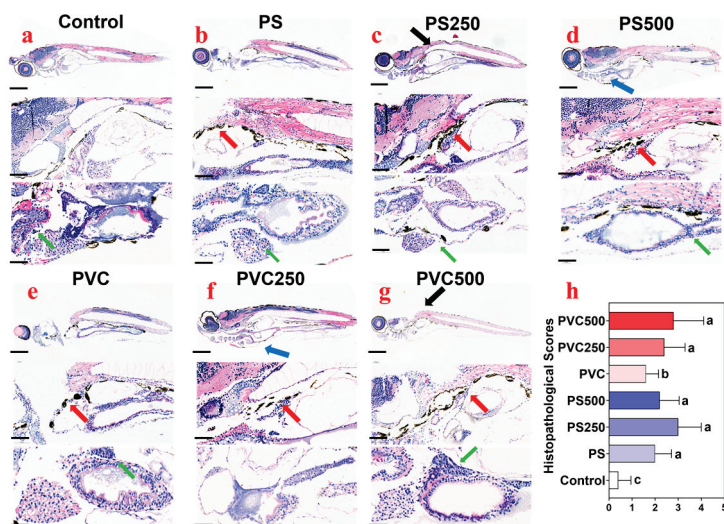 Control PS PS250 PS500
a b c d
PVC PVC250 PVC500
e f g h
Histopathological Scores
PVC500 a
PVC250 a
PVC b
PS500 a
PS250 a
PS a
Control c
0 1 2 3 4 5